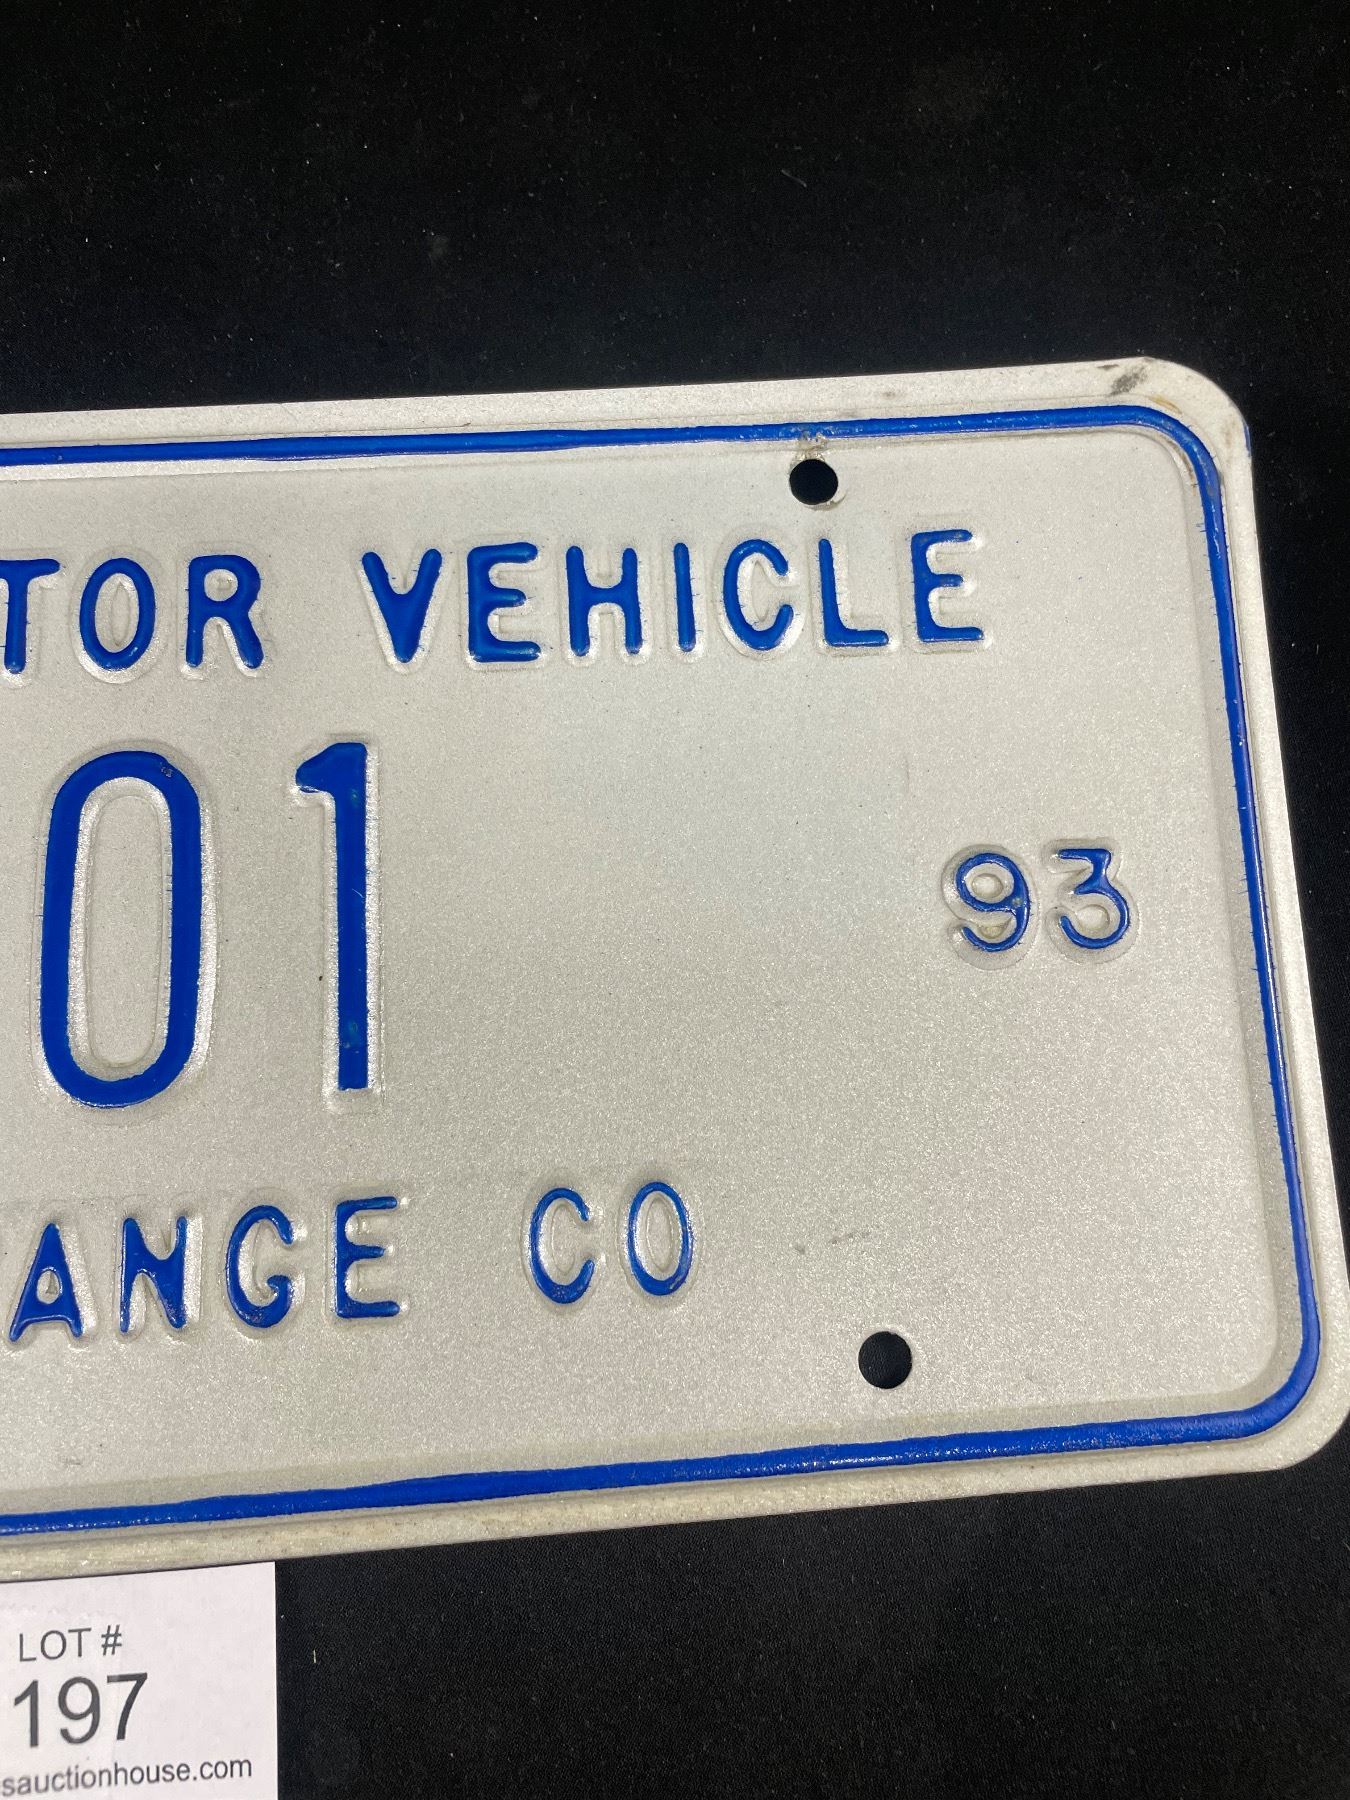 TOR VEHICLE
01
93
ANGE CO
LOT #
197
sauctionhouse.com